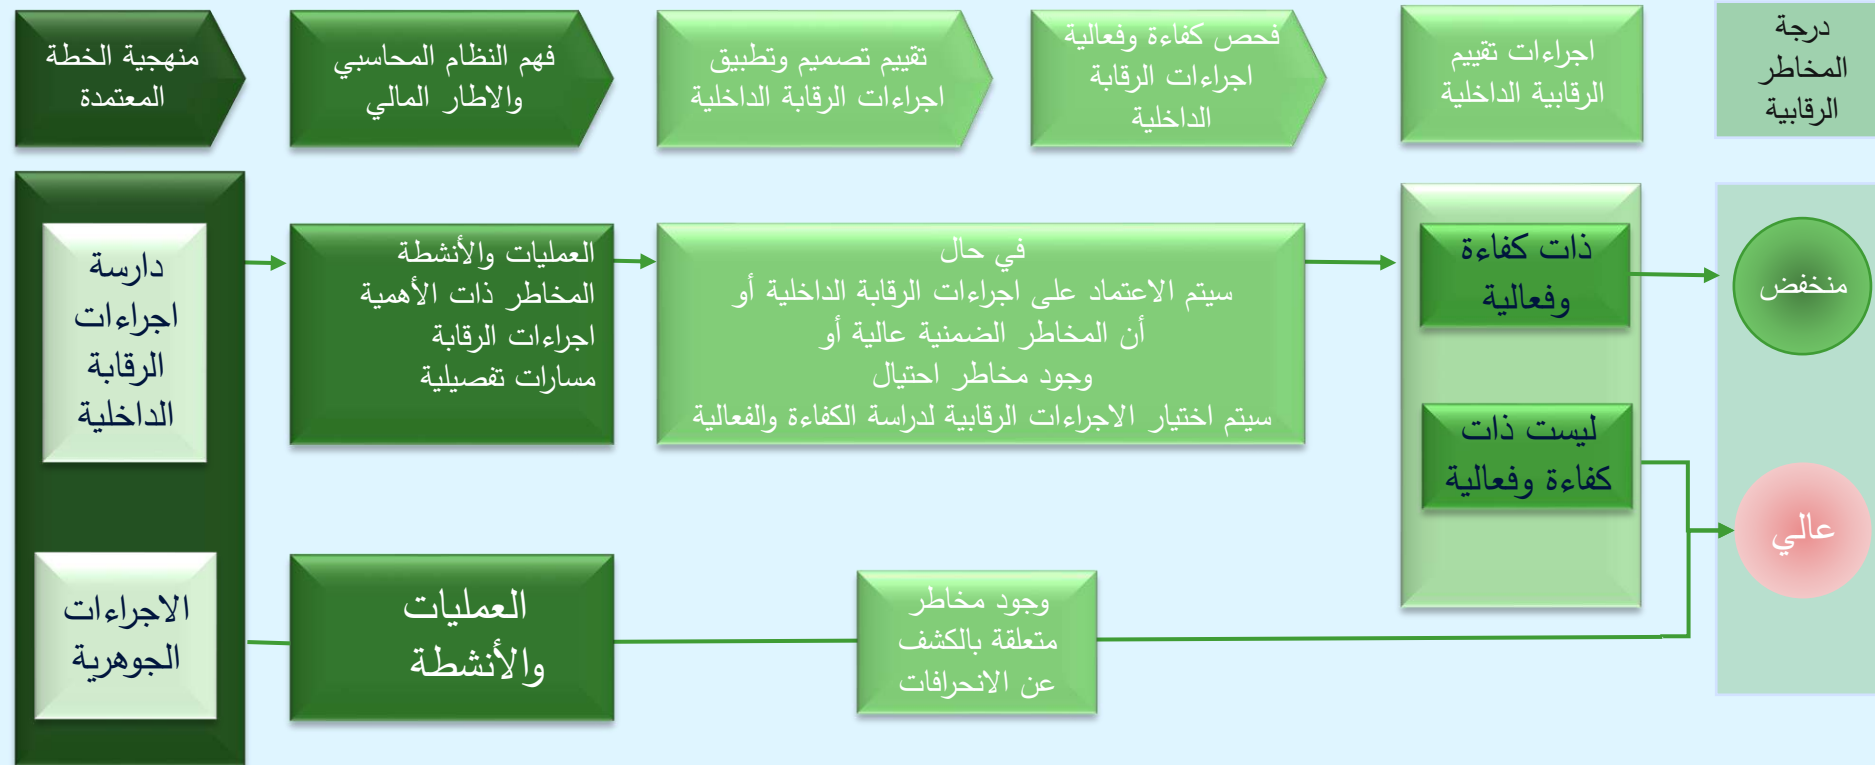 منهجية الخطة
المعتمدة
فهم النظام المحاسبي
والاطار المالي
تقييم تصميم وتطبيق
اجراءات الرقابة الداخلية
فحص كفاءة وفعالية
اجراءات الرقابة
الداخلية
اجراءات تقييم
الرقابية الداخلية
درجة
المخاطر
الرقابية
دارسة
اجراءات
الرقابة
الداخلية
العمليات والأنشطة
المخاطر ذات الأهمية
اجراءات الرقابة
مسارات تفصيلية
في حال
سيتم الاعتماد على اجراءات الرقابة الداخلية أو
أن المخاطر الضمنية عالية أو
وجود مخاطر احتيال
سيتم اختيار الاجراءات الرقابية لدراسة الكفاءة والفعالية
ذات كفاءة
وفعالية
منخفض
ليست ذات
كفاءة وفعالية
عالي
الاجراءات
الجوهرية
العمليات
والأنشطة
وجود مخاطر
متعلقة بالكشف
عن الانحرافات